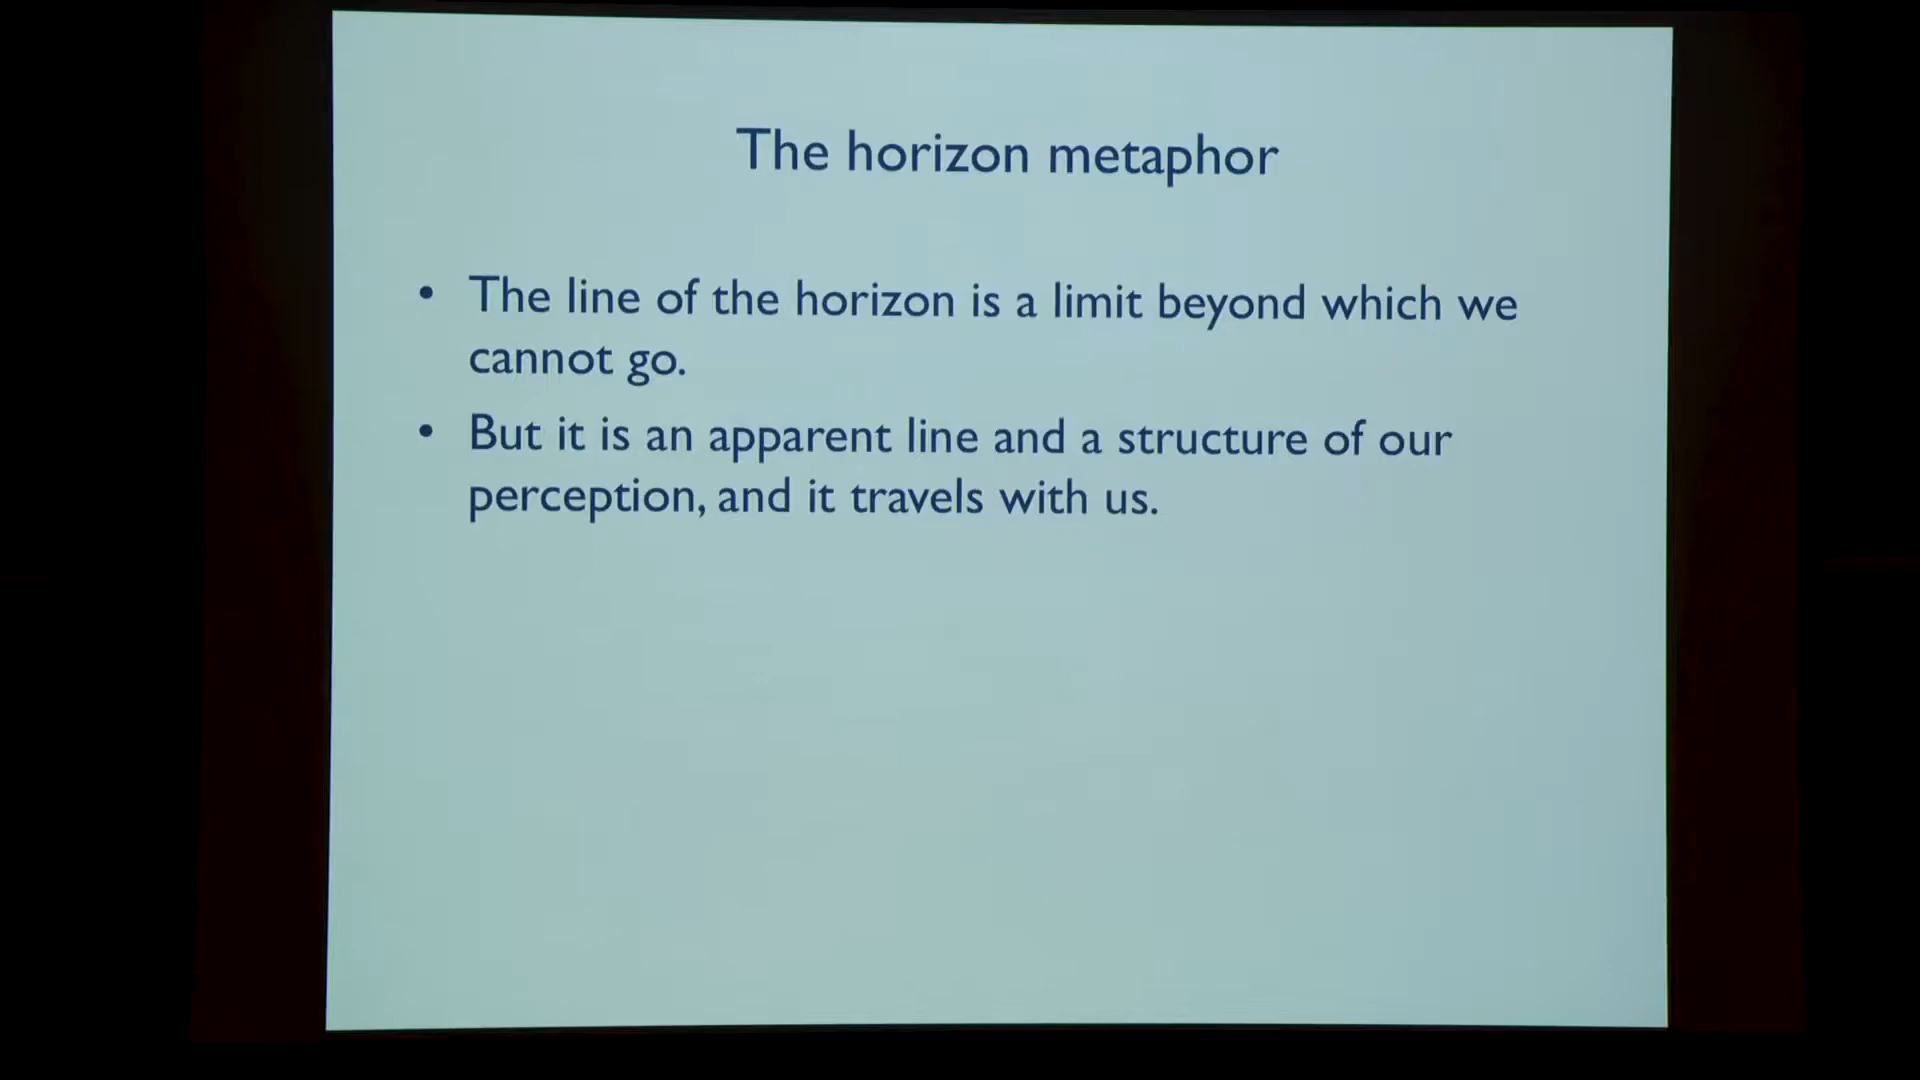 The horizon metaphor
• The line of the horizon is a limit beyond which we
cannot go.
• But it is an apparent line and a structure of our
perception, and it travels with us.